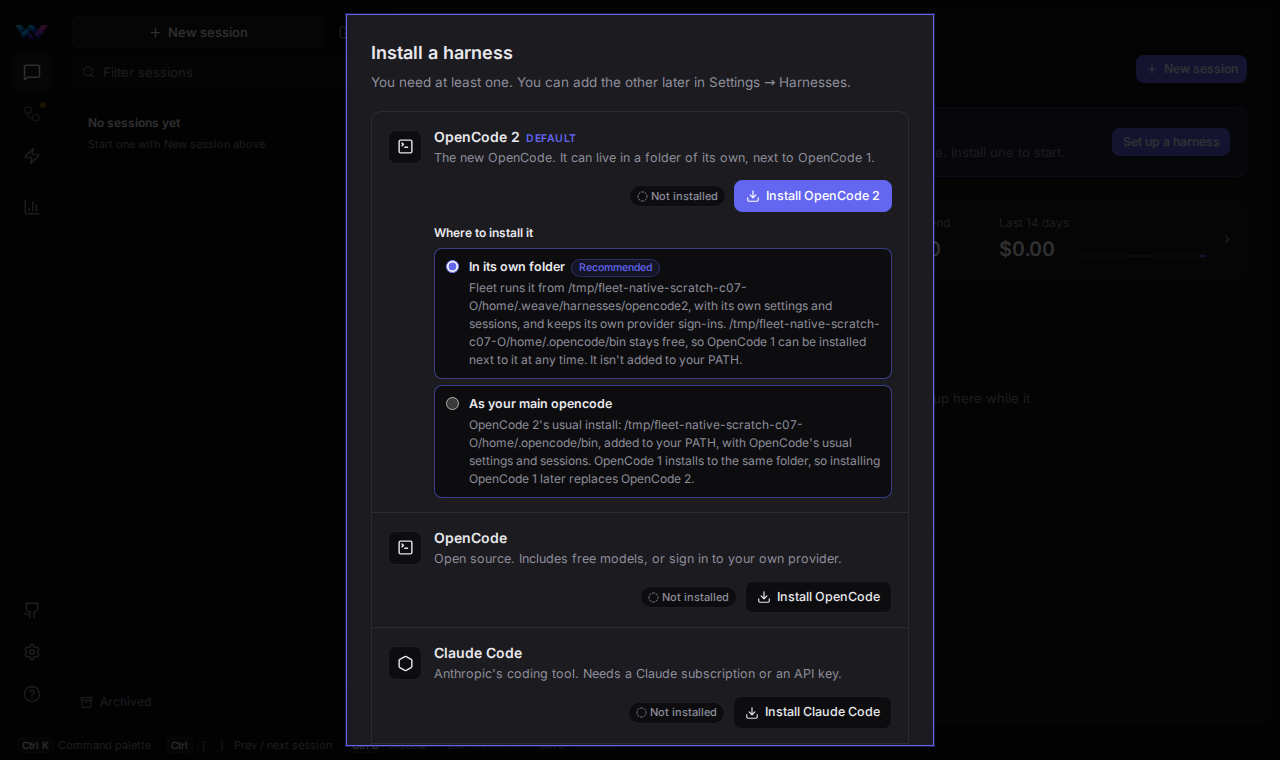 New session
Filter sessions
No sessions yet
Start one with New session above.
Archived
Ctrl K Command palette Ctrl [ ] Prev / next session
Install a harness
You need at least one. You can add the other later in Settings → Harnesses.
OpenCode 2 DEFAULT
The new OpenCode. It can live in a folder of its own, next to OpenCode 1.
Not installed
Install OpenCode 2
Where to install it
In its own folder Recommended
Fleet runs it from /tmp/fleet-native-scratch-c07-
O/home/.weave/harnesses/opencode2, with its own settings and
sessions, and keeps its own provider sign-ins. /tmp/fleet-native-scratch-
c07-O/home/.opencode/bin stays free, so OpenCode 1 can be installed
next to it at any time. It isn't added to your PATH.
As your main opencode
OpenCode 2's usual install: /tmp/fleet-native-scratch-c07-
O/home/.opencode/bin, added to your PATH, with OpenCode's usual
settings and sessions. OpenCode 1 installs to the same folder, so installing
OpenCode 1 later replaces OpenCode 2.
OpenCode
Open source. Includes free models, or sign in to your own provider.
Not installed
Install OpenCode
Claude Code
Anthropic's coding tool. Needs a Claude subscription or an API key.
Not installed
Install Claude Code
New session
e. Install one to start.
Set up a harness
Last 14 days
$0.00
up here while it